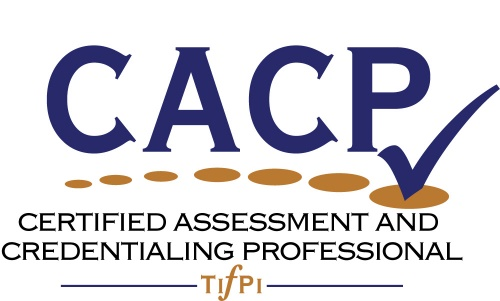 CACP
CERTIFIED ASSESSMENT AND
CREDENTIALING PROFESSIONAL
TIfPI